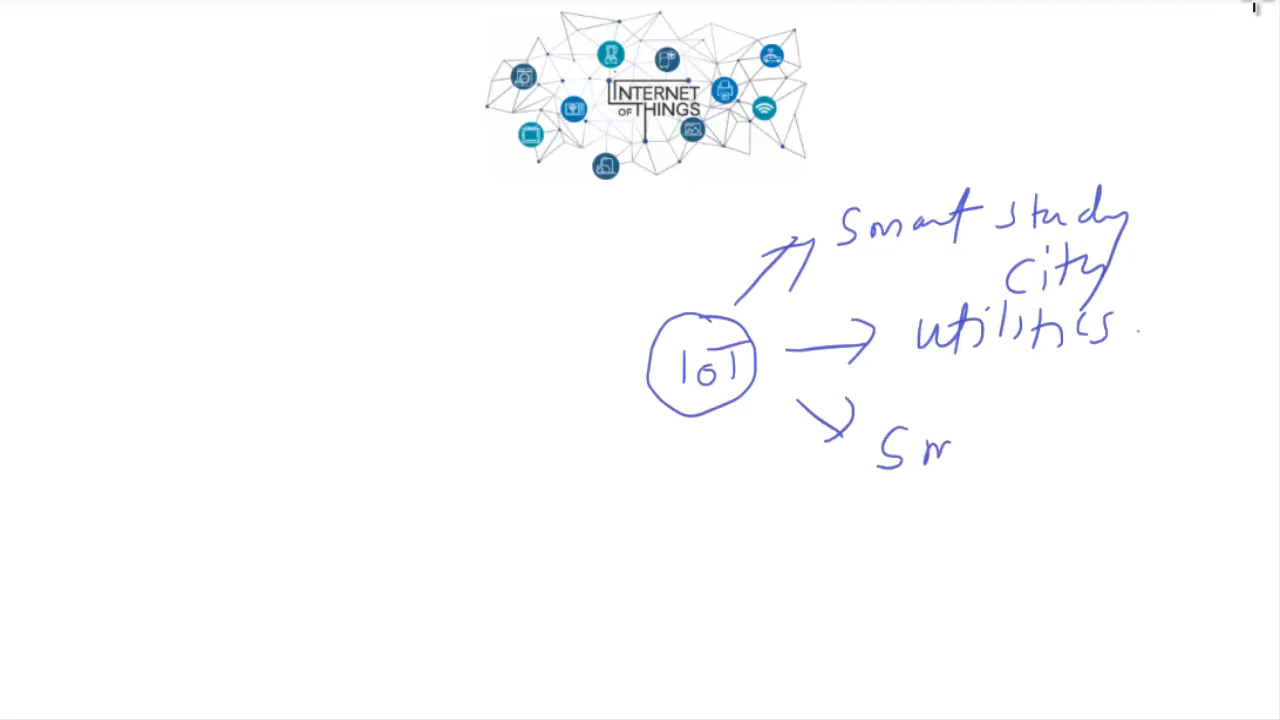 INTERNET
OF THINGS
Smart study
city
IoT
utilities.
Sm